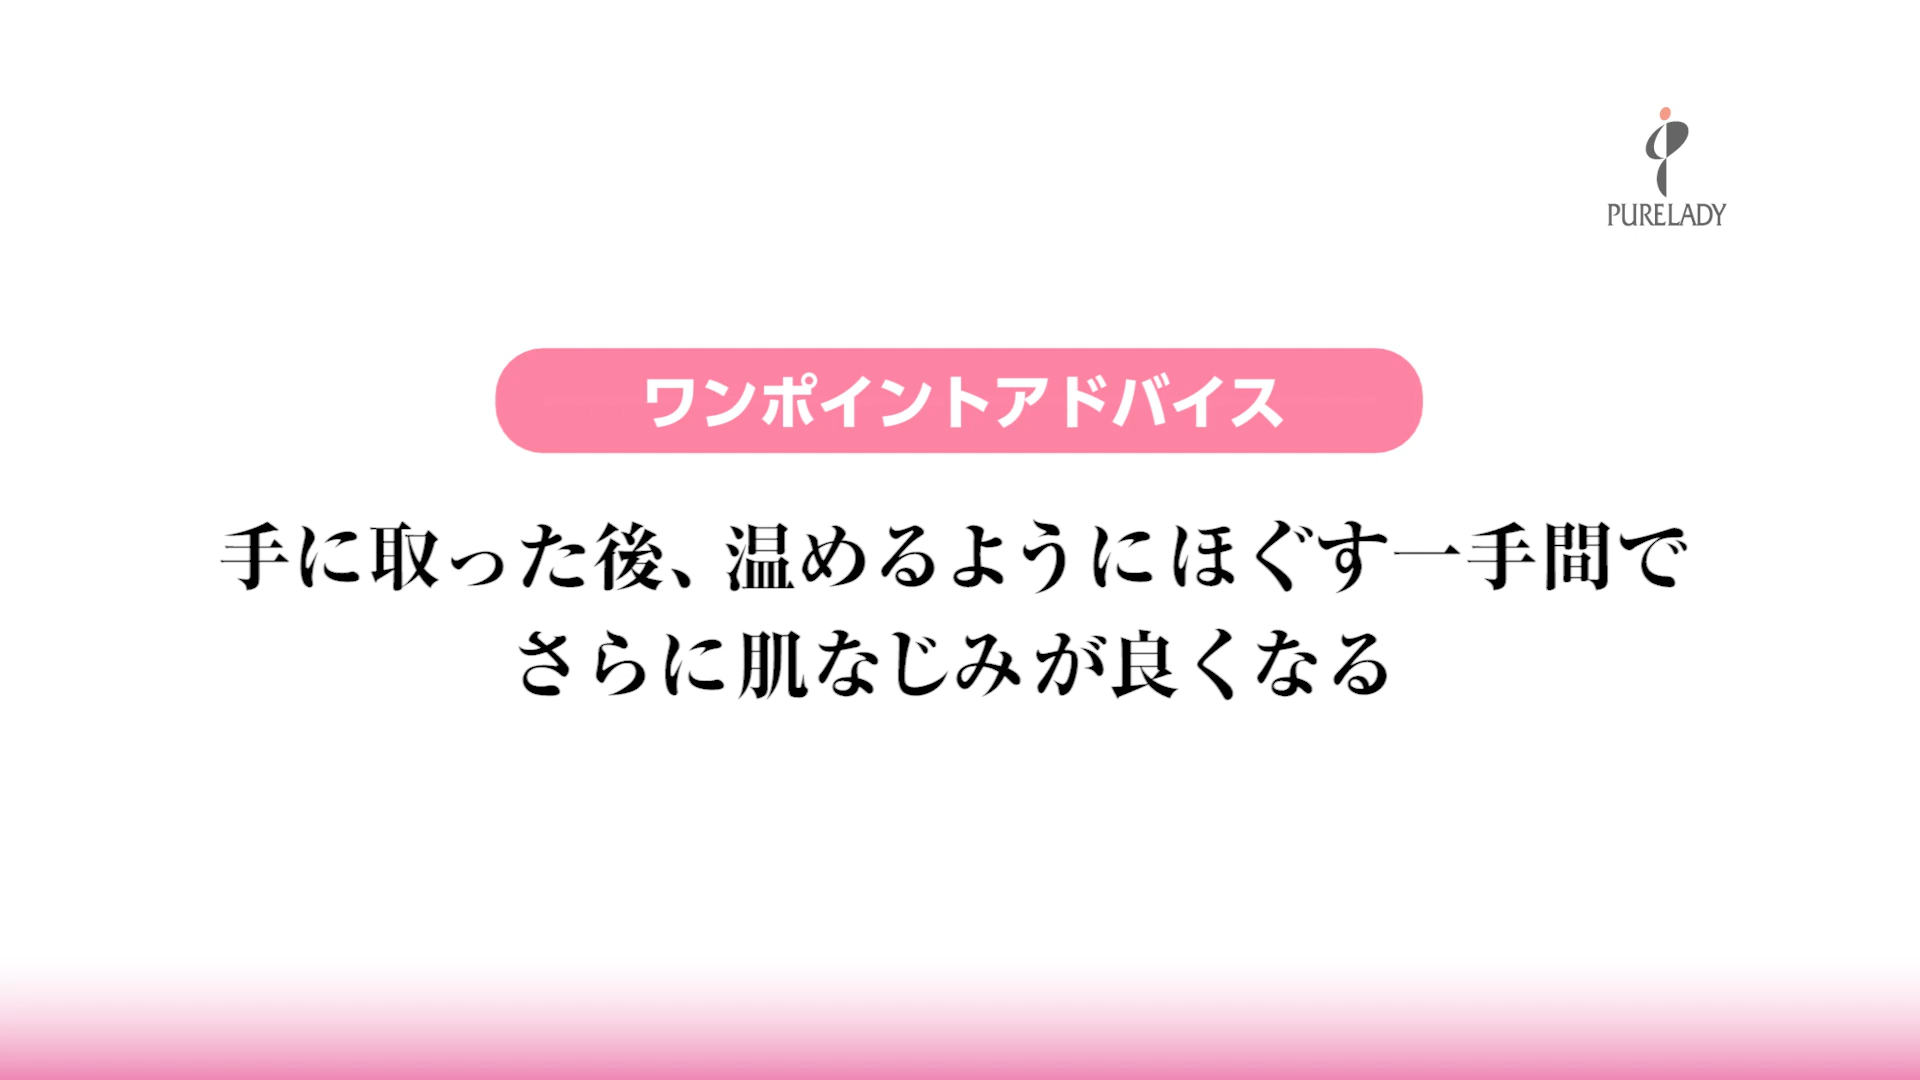 PURELADY
ワンポイントアドバイス
手に取った後、温めるようにほぐす一手間で
さらに肌なじみが良くなる